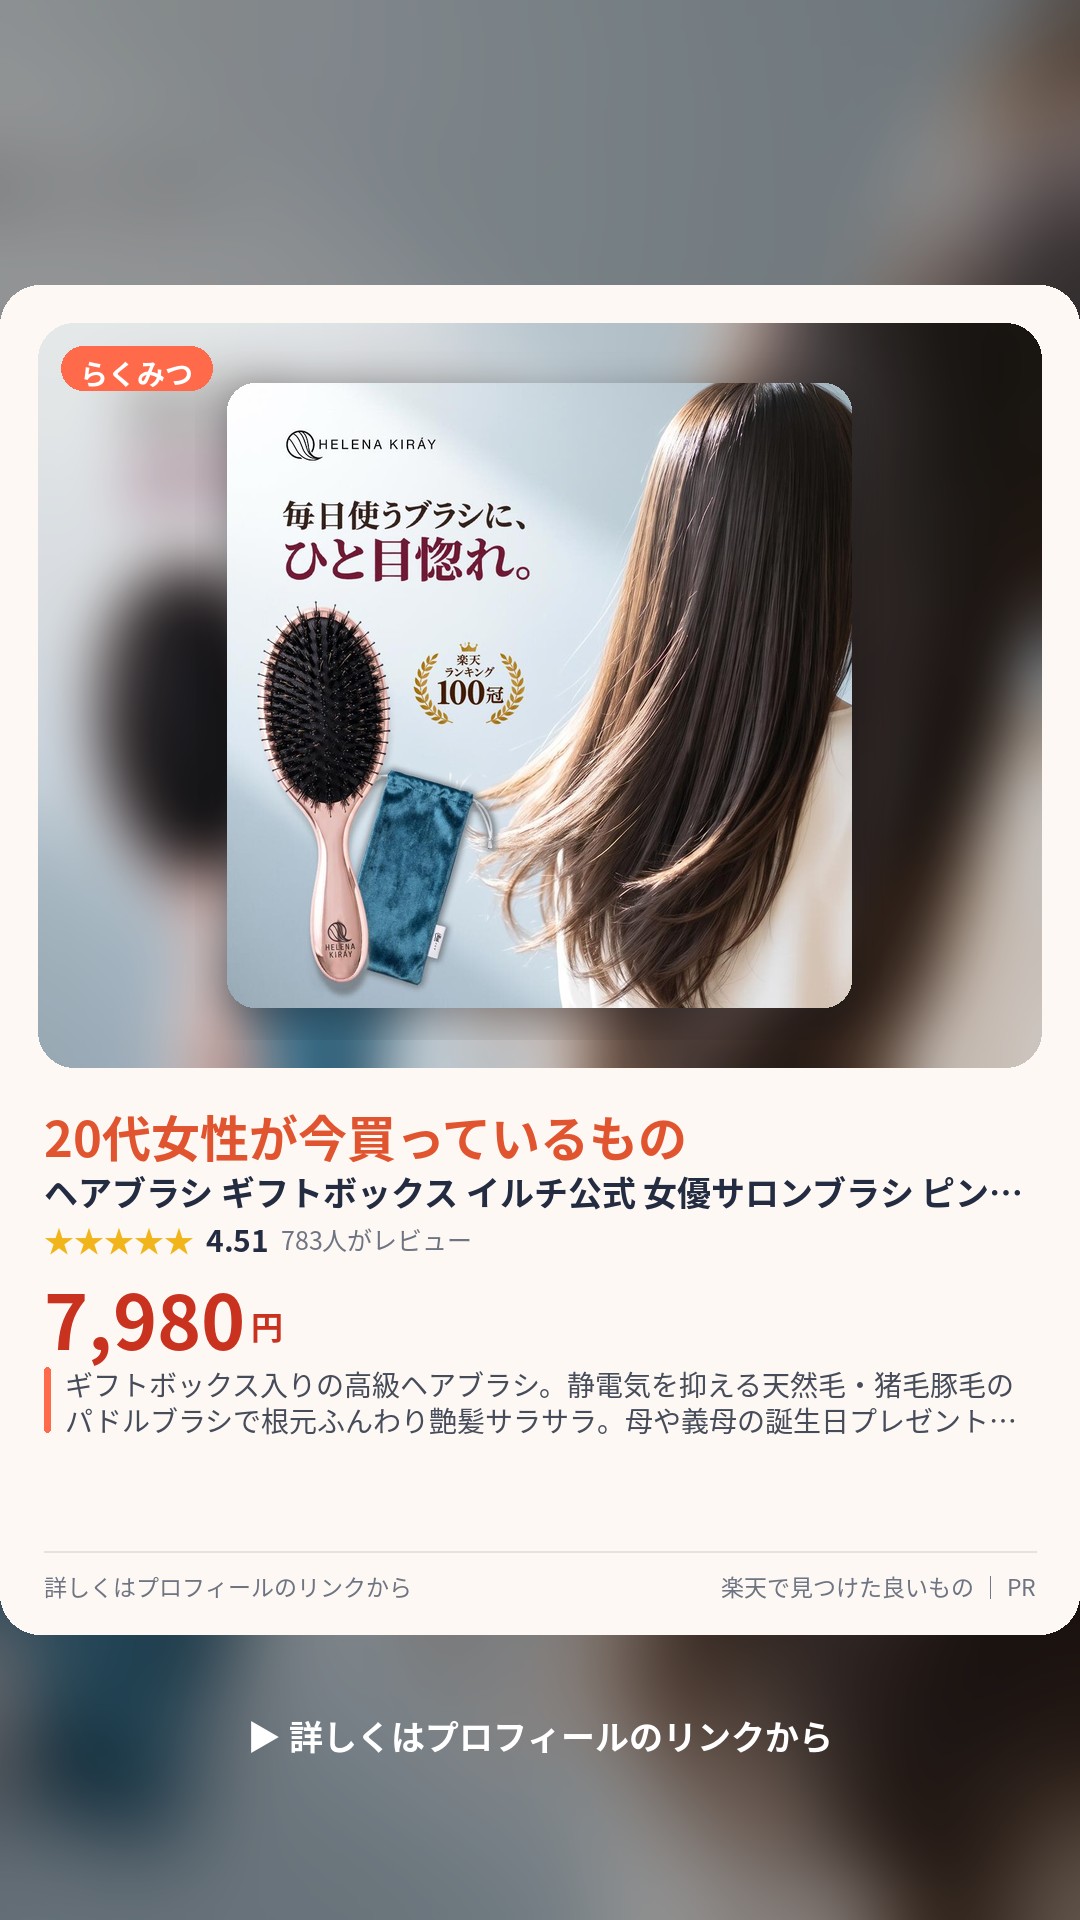 らくみつ
HELENA KIRÁY
毎日使うブラシに、
ひと目惚れ。
楽天
ランキング
100冠
HELENA
KIRÁY
20代女性が今買っているもの
ヘアブラシ ギフトボックス イルチ公式 女優サロンブラシ ピン…
★★★★★ 4.51 783人がレビュー
7,980円
ギフトボックス入りの高級ヘアブラシ。静電気を抑える天然毛・猪毛豚毛の
パドルブラシで根元ふんわり艶髪サラサラ。母や義母の誕生日プレゼント…
詳しくはプロフィールのリンクから
楽天で見つけた良いもの｜PR
▶ 詳しくはプロフィールのリンクから